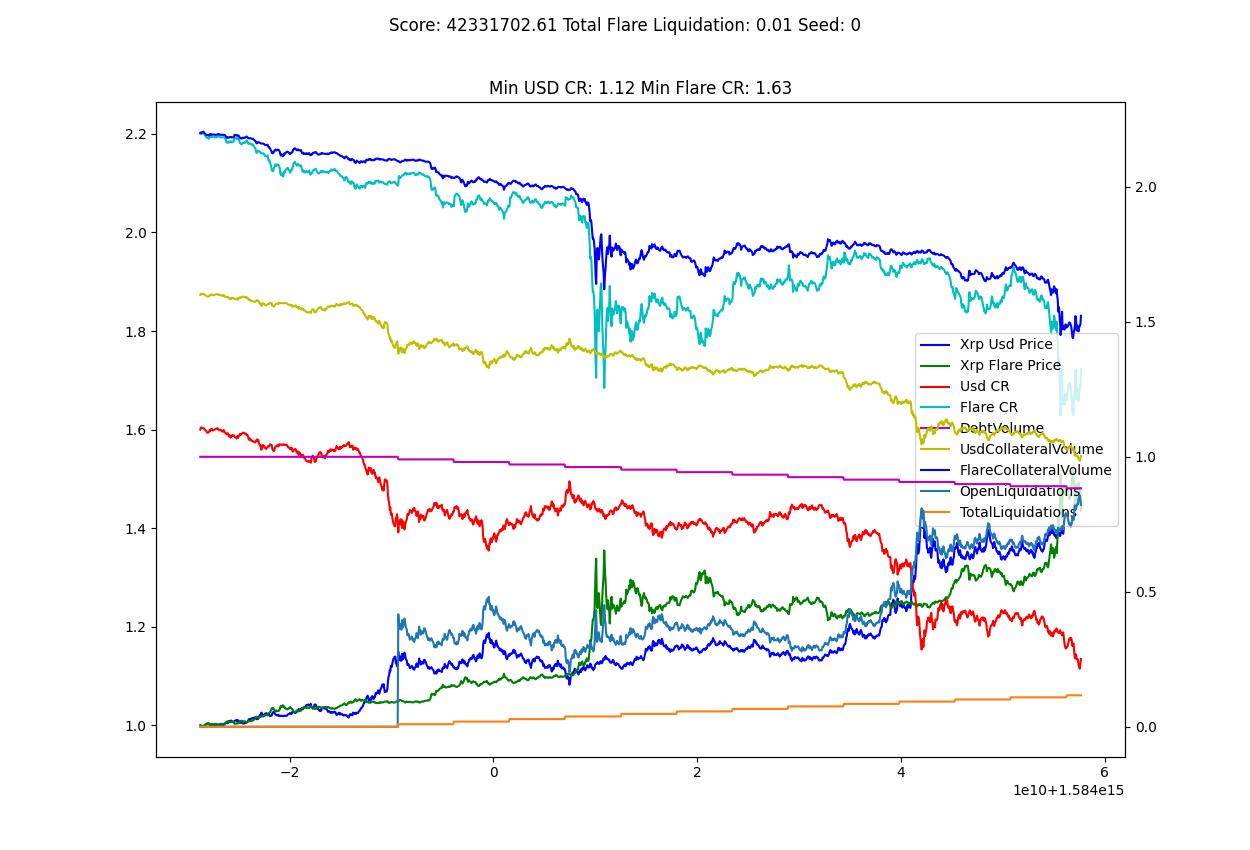 Score: 42331702.61 Total Flare Liquidation: 0.01 Seed: 0
Min USD CR: 1.12 Min Flare CR: 1.63
2.2
2.0
1.8
1.6
1.4
1.2
1.0
2.0
1.5
1.0
0.5
0.0
Xrp Usd Price
Xrp Flare Price
Usd CR
Flare CR
DebtVolume
UsdCollateralVolume
FlareCollateralVolume
OpenLiquidations
TotalLiquidations
−2 0 2 4 6
1e10+1.584e15